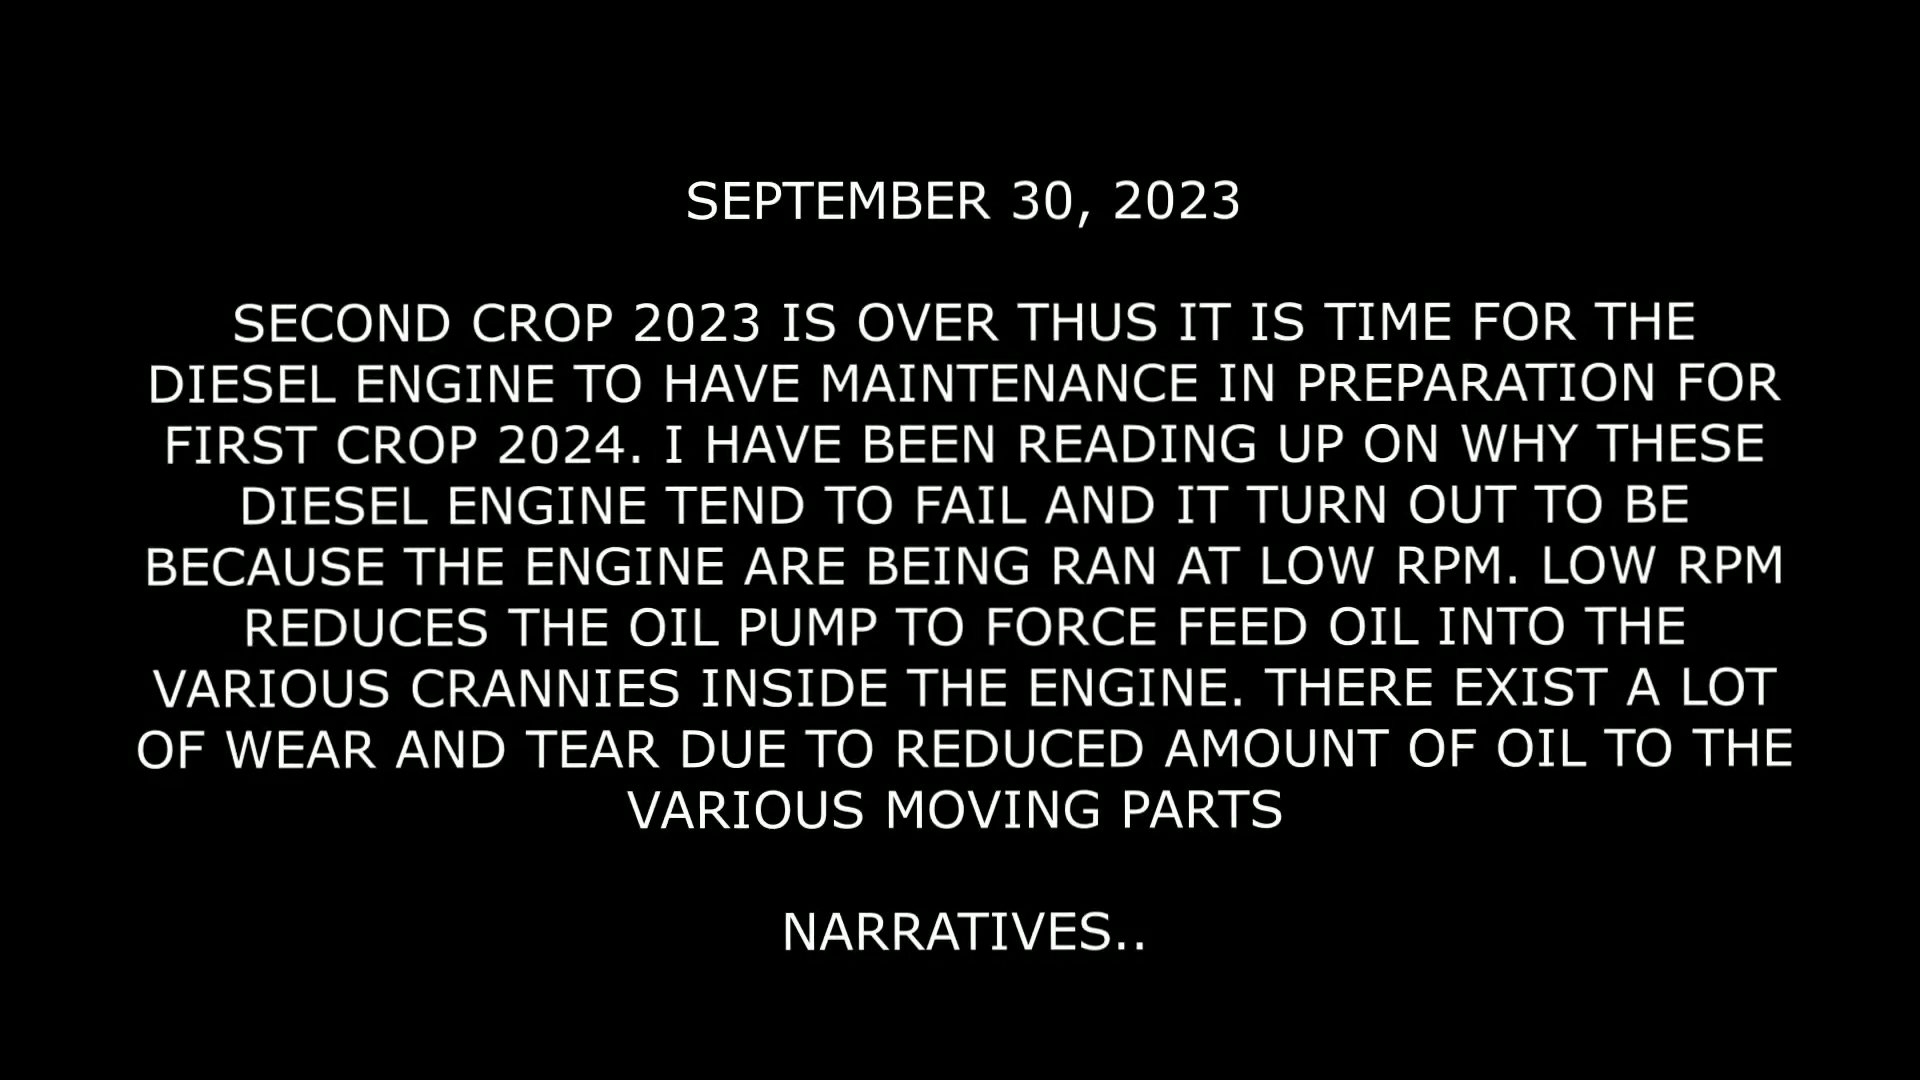 SEPTEMBER 30, 2023
SECOND CROP 2023 IS OVER THUS IT IS TIME FOR THE
DIESEL ENGINE TO HAVE MAINTENANCE IN PREPARATION FOR
FIRST CROP 2024. I HAVE BEEN READING UP ON WHY THESE
DIESEL ENGINE TEND TO FAIL AND IT TURN OUT TO BE
BECAUSE THE ENGINE ARE BEING RAN AT LOW RPM. LOW RPM
REDUCES THE OIL PUMP TO FORCE FEED OIL INTO THE
VARIOUS CRANNIES INSIDE THE ENGINE. THERE EXIST A LOT
OF WEAR AND TEAR DUE TO REDUCED AMOUNT OF OIL TO THE
VARIOUS MOVING PARTS
NARRATIVES..